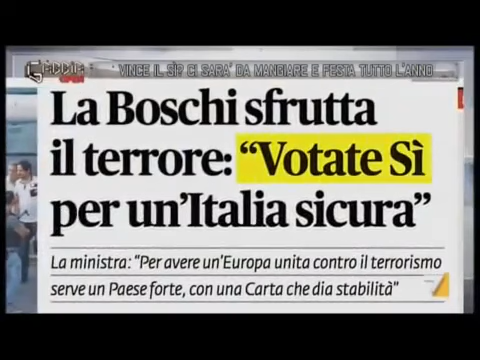 VINCE IL SÌ? CI SARA' DA MANGIARE E FESTA TUTTO L'ANNO
La Boschi sfrutta
il terrore: “Votate Sì
per un’Italia sicura”
La ministra: “Per avere un’Europa unita contro il terrorismo
serve un Paese forte, con una Carta che dia stabilità”